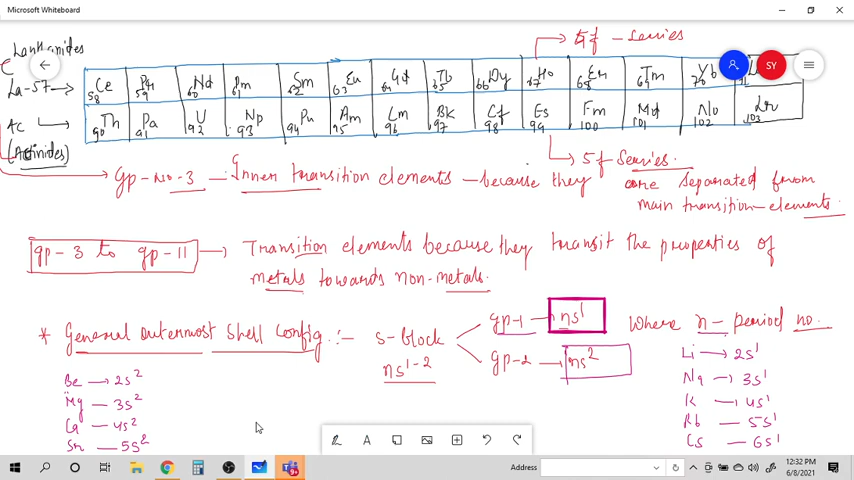 Microsoft Whiteboard
Lanthanides
4f - series
La-57
58 Ce 59 Pr 60 Nd 61 Pm 62 Sm 63 Eu 64 Gd 65 Tb 66 Dy 67 Ho 68 Er 69 Tm 70 Yb 71
SY
Ac
90 Th 91 Pa U 92 Np 93 94 Pu Am 95 Cm 96 BK 97 Cf 98 Es 99 Fm 100 Md 101 No 102 Lr 103
(Actinides)
5f Series.
gp-No-3 - Inner transition elements - because they are separated from
main transition elements.
gp-3 to gp-11 Transition elements because they transit the properties of
metals towards non-metals.
* General outermost shell config. :- s-block
ns1-2
gp-1 ns1
gp-2 ns2
Where n- period no.
Li 2s1
Na 3s1
K 4s1
Rb 5s1
Cs 6s1
Be 2s2
Mg 3s2
Ca 4s2
Sr 5s2
Address
12:32 PM
6/8/2021